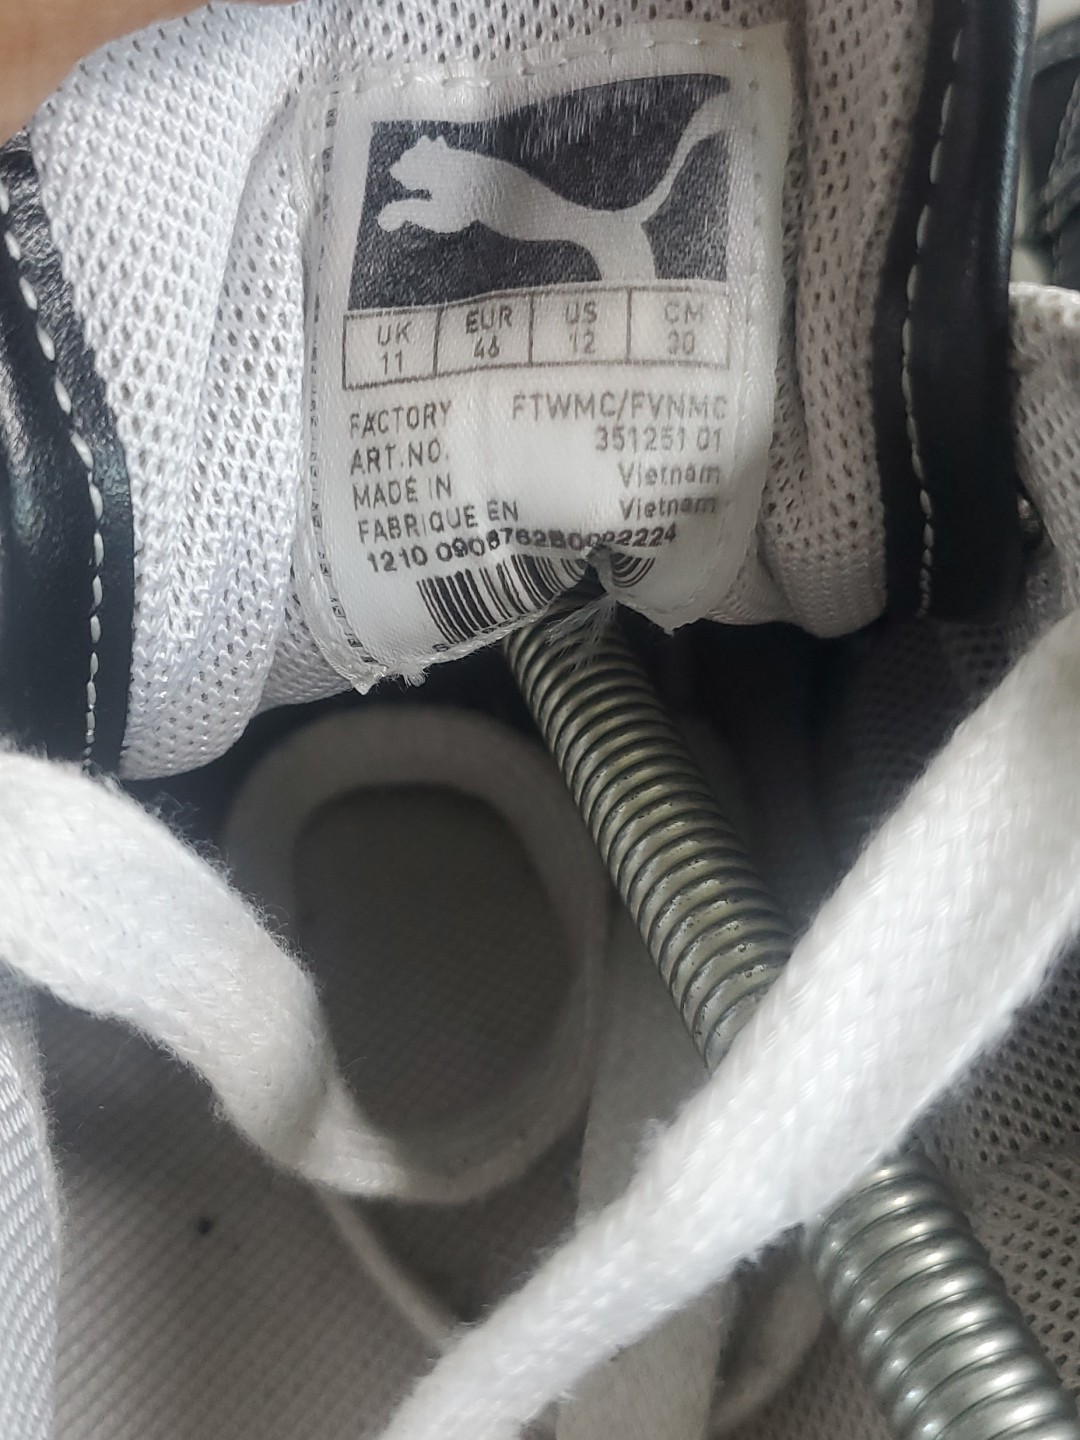 UK EUR US CM
11 46 12 30
FACTORY FTWMC/FVNMC
ART.NO. 351251 01
MADE IN Vietnam
FABRIQUE EN Vietnam
1210